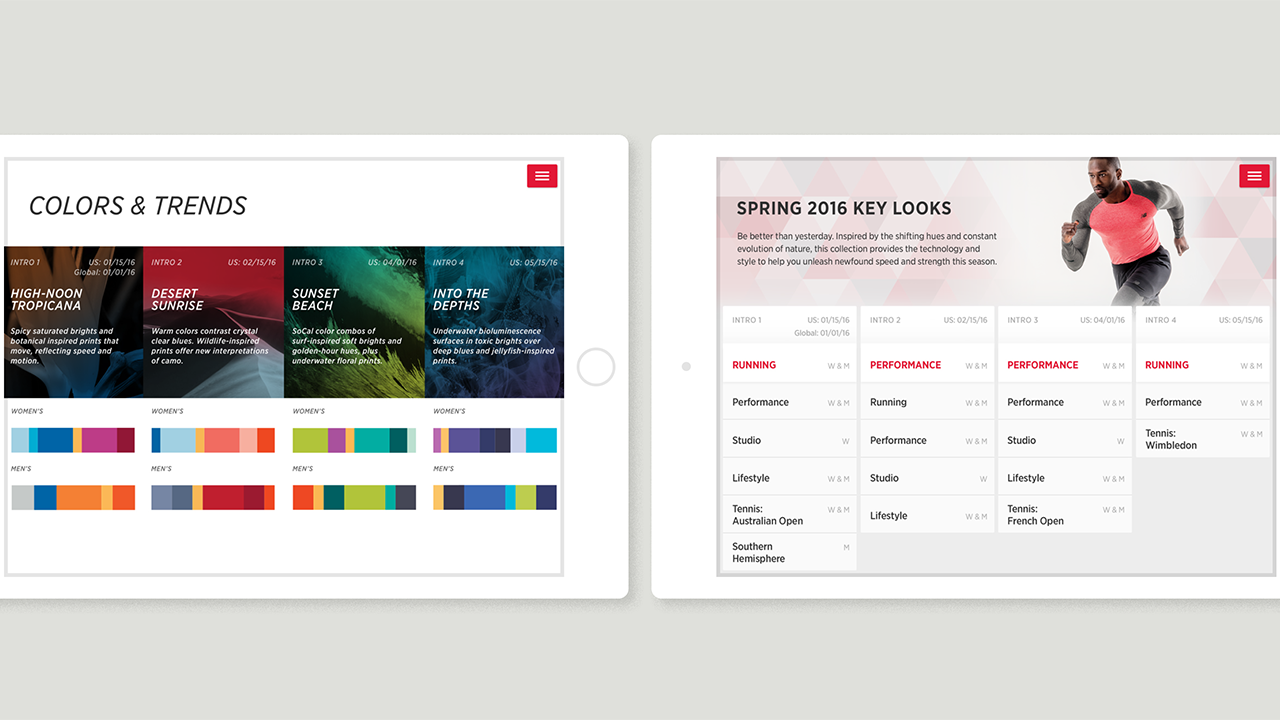 COLORS & TRENDS
INTRO 1
US: 01/15/16
Global: 01/01/16
HIGH-NOON
TROPICANA
Spicy saturated brights and
botanical inspired prints that
move, reflecting speed and
motion.
INTRO 2
US: 02/15/16
DESERT
SUNRISE
Warm colors contrast crystal
clear blues. Wildlife-inspired
prints offer new interpretations
of camo.
INTRO 3
US: 04/01/16
SUNSET
BEACH
SoCal color combos of
surf-inspired soft brights and
golden-hour hues, plus
underwater floral prints.
INTRO 4
US: 05/15/16
INTO THE
DEPTHS
Underwater bioluminescence
surfaces in toxic brights over
deep blues and jellyfish-inspired
prints.
WOMEN'S
WOMEN'S
WOMEN'S
WOMEN'S
MEN'S
MEN'S
MEN'S
MEN'S
SPRING 2016 KEY LOOKS
Be better than yesterday. Inspired by the shifting hues and constant
evolution of nature, this collection provides the technology and
style to help you unleash newfound speed and strength this season.
INTRO 1
US: 01/15/16
Global: 01/01/16
RUNNING W & M
Performance W & M
Studio W
Lifestyle W & M
Tennis: W & M
Australian Open
Southern M
Hemisphere
INTRO 2
US: 02/15/16
PERFORMANCE W & M
Running W & M
Performance W & M
Studio W
Lifestyle W & M
INTRO 3
US: 04/01/16
PERFORMANCE W & M
Performance W & M
Studio W
Lifestyle W & M
Tennis: W & M
French Open
INTRO 4
US: 05/15/16
RUNNING W & M
Performance W & M
Tennis: W & M
Wimbledon